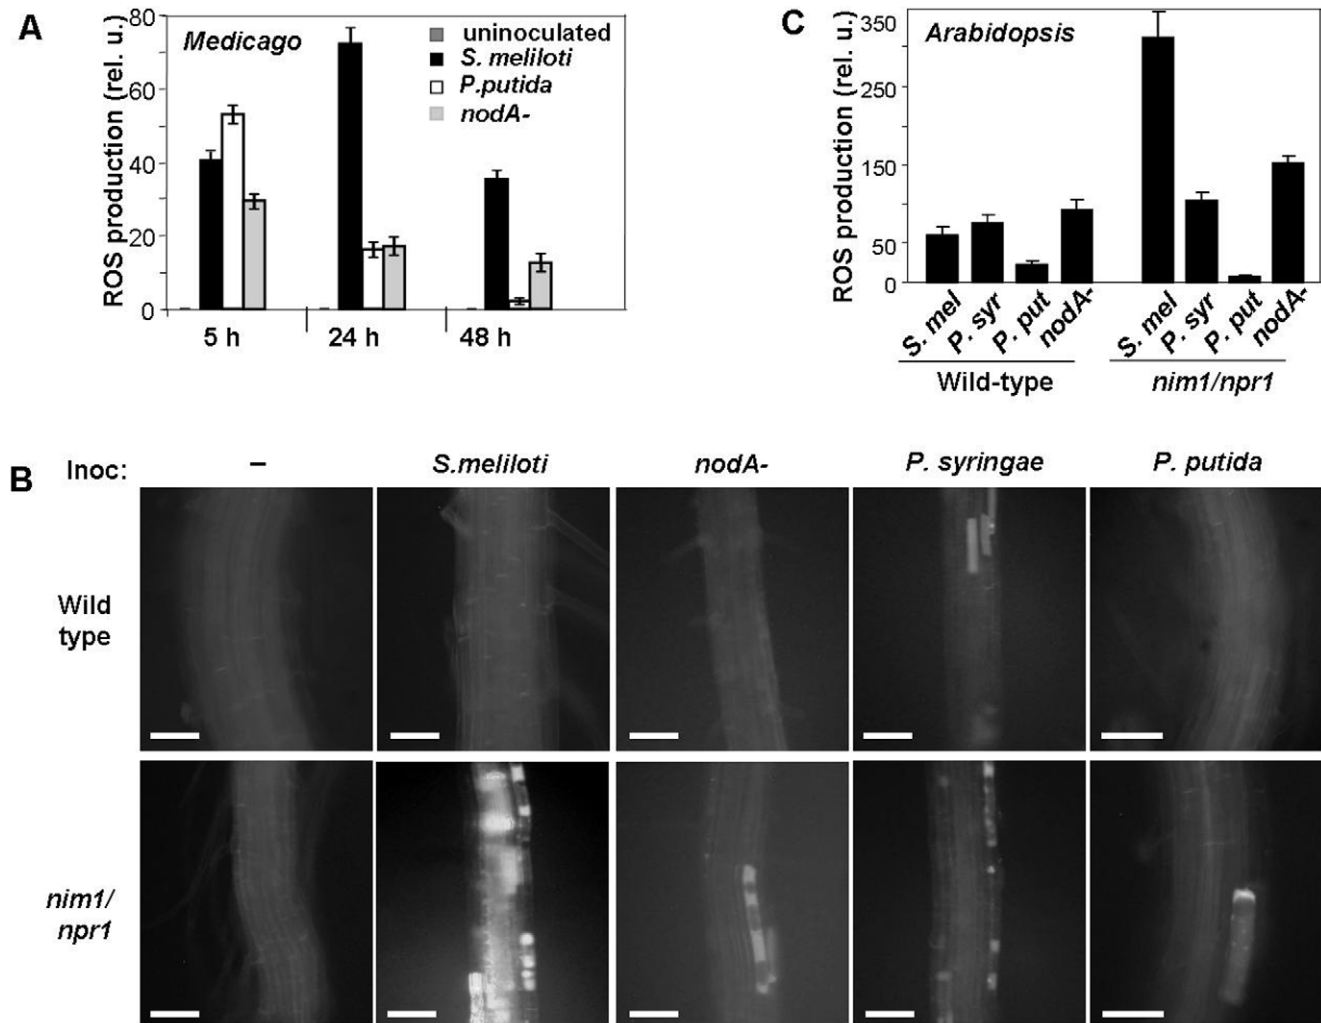 A
Medicago
ROS production (rel. u.)
80
60
40
20
0
uninoculated
S. meliloti
P.putida
nodA-
5 h
24 h
48 h
C
Arabidopsis
ROS production (rel. u.)
350
250
150
50
0
S. mel
P. syr
P. put
nodA-
S. mel
P. syr
P. put
nodA-
Wild-type
nim1/npr1
B
Inoc:
–
S.meliloti
nodA-
P. syringae
P. putida
Wild
type
nim1/
npr1